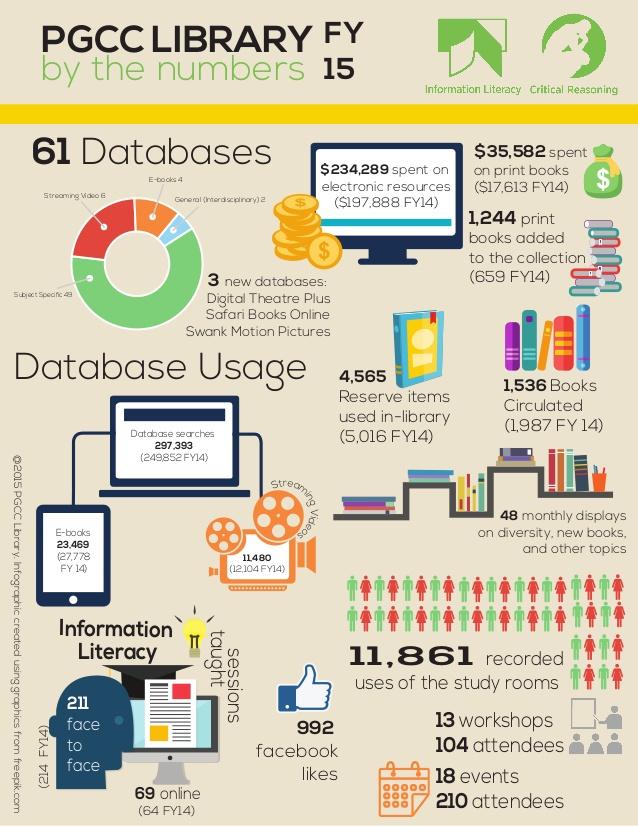 PGCC LIBRARY FY
by the numbers 15
Information Literacy
Critical Reasoning
61 Databases
E-books 4
Streaming Video 6
General (Interdisciplinary) 2
Subject Specific 49
3 new databases:
Digital Theatre Plus
Safari Books Online
Swank Motion Pictures
$234,289 spent on
electronic resources
($197,888 FY14)
$35,582 spent
on print books
($17,613 FY14)
$
$
$
1,244 print
books added
to the collection
(659 FY14)
Database Usage
4,565
Reserve items
used in-library
(5,016 FY14)
1,536 Books
Circulated
(1,987 FY 14)
Database searches
297,393
(249,852 FY14)
E-books
23,469
(27,778
FY 14)
Streaming Videos
11,480
(12,104 FY14)
48 monthly displays
on diversity, new books,
and other topics
Information
Literacy
sessions
taught
211
face
to
face
(214 FY14)
69 online
(64 FY14)
992
facebook
likes
11,861 recorded
uses of the study rooms
13 workshops
104 attendees
18 events
210 attendees
©2015 PGCC Library. Infographic created using graphics from freepik.com